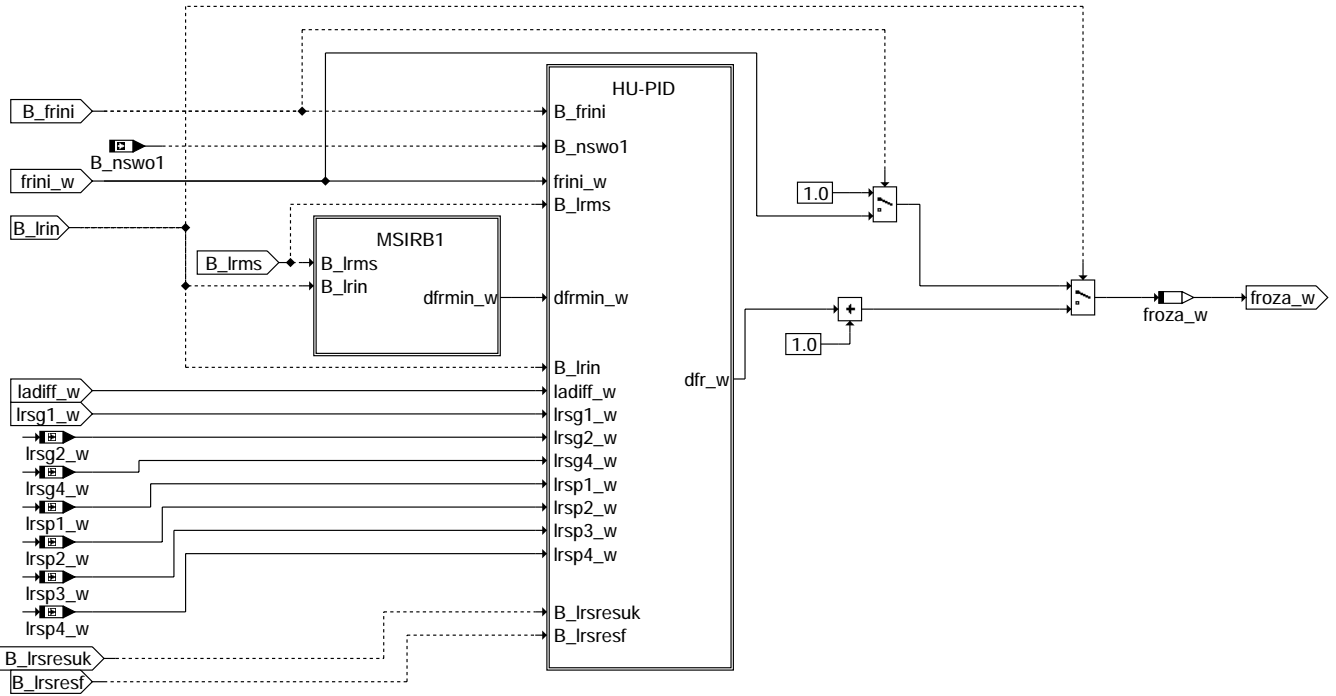 HU-PID
B_frini
B_frini
B_nswo1
B_nswo1
frini_w
frini_w
1.0
B_lrms
B_lrin
MSIRB1
B_lrms
B_lrms
B_lrin
dfrmin_w
dfrmin_w
froza_w
froza_w
1.0
B_lrin
dfr_w
ladiff_w
ladiff_w
lrsg1_w
lrsg1_w
lrsg2_w
lrsg2_w
lrsg4_w
lrsg4_w
lrsp1_w
lrsp1_w
lrsp2_w
lrsp2_w
lrsp3_w
lrsp3_w
lrsp4_w
lrsp4_w
B_lrsresuk
B_lrsresf
B_lrsresuk
B_lrsresf